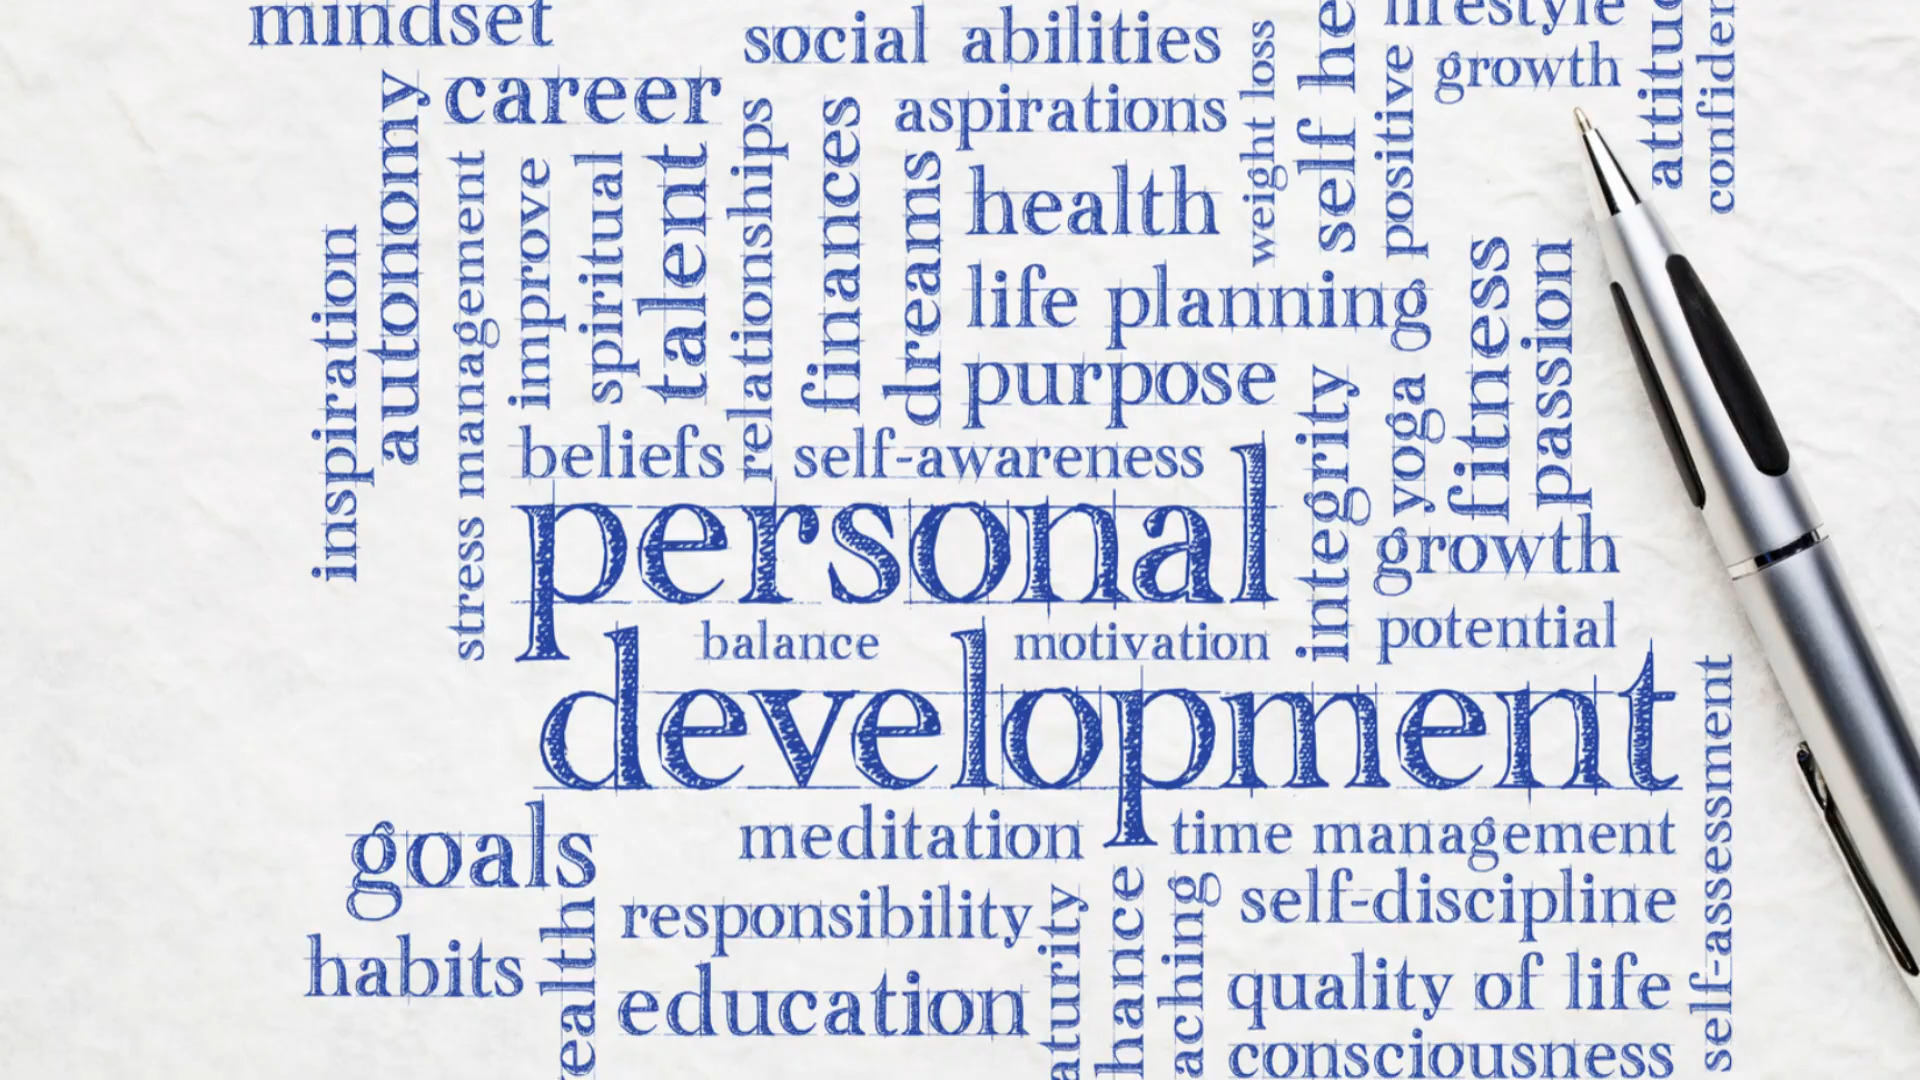 mindset
social abilities
lifestyle
growth
career
aspirations
weight loss
positive
autonomy
stress management
improve
spiritual
talent
relationships
finances
dreams
health
inspiration
life planning
purpose
fitness
passion
beliefs
self-awareness
integrity
yoga
personal
growth
balance
motivation
potential
development
self-assessment
goals
meditation
time management
responsibility
self-discipline
habits
education
quality of life
consciousness